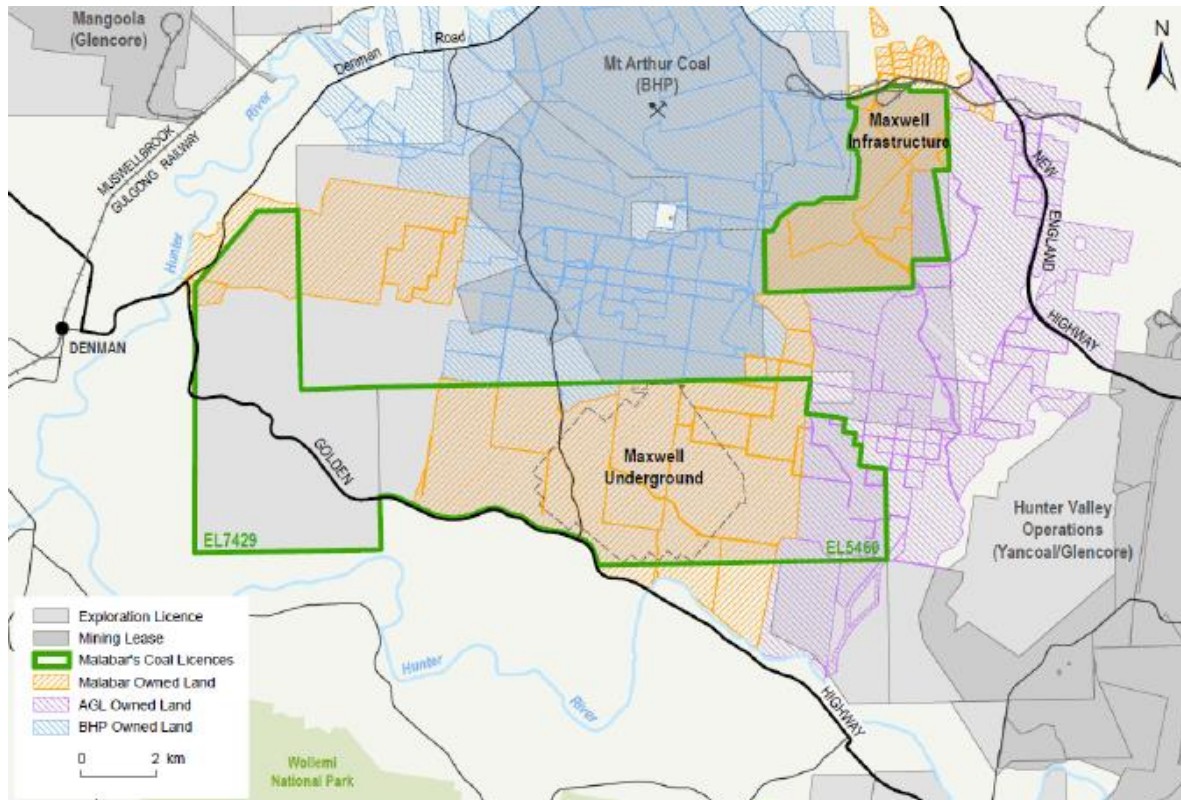 Mangoola
(Glencore)
Denman
Road
Mt Arthur Coal
(BHP)
N
River
MUSWELLBROOK
GULGONG RAILWAY
Maxwell
Infrastructure
NEW
ENGLAND
HIGHWAY
Hunter
DENMAN
GOLDEN
Maxwell
Underground
Hunter Valley
Operations
(Yancoal/Glencore)
EL7429
EL5460
Exploration Licence
Mining Lease
Malabar's Coal Licences
Malabar Owned Land
AGL Owned Land
BHP Owned Land
0 2 km
Hunter
River
HIGHWAY
Wollemi
National Park